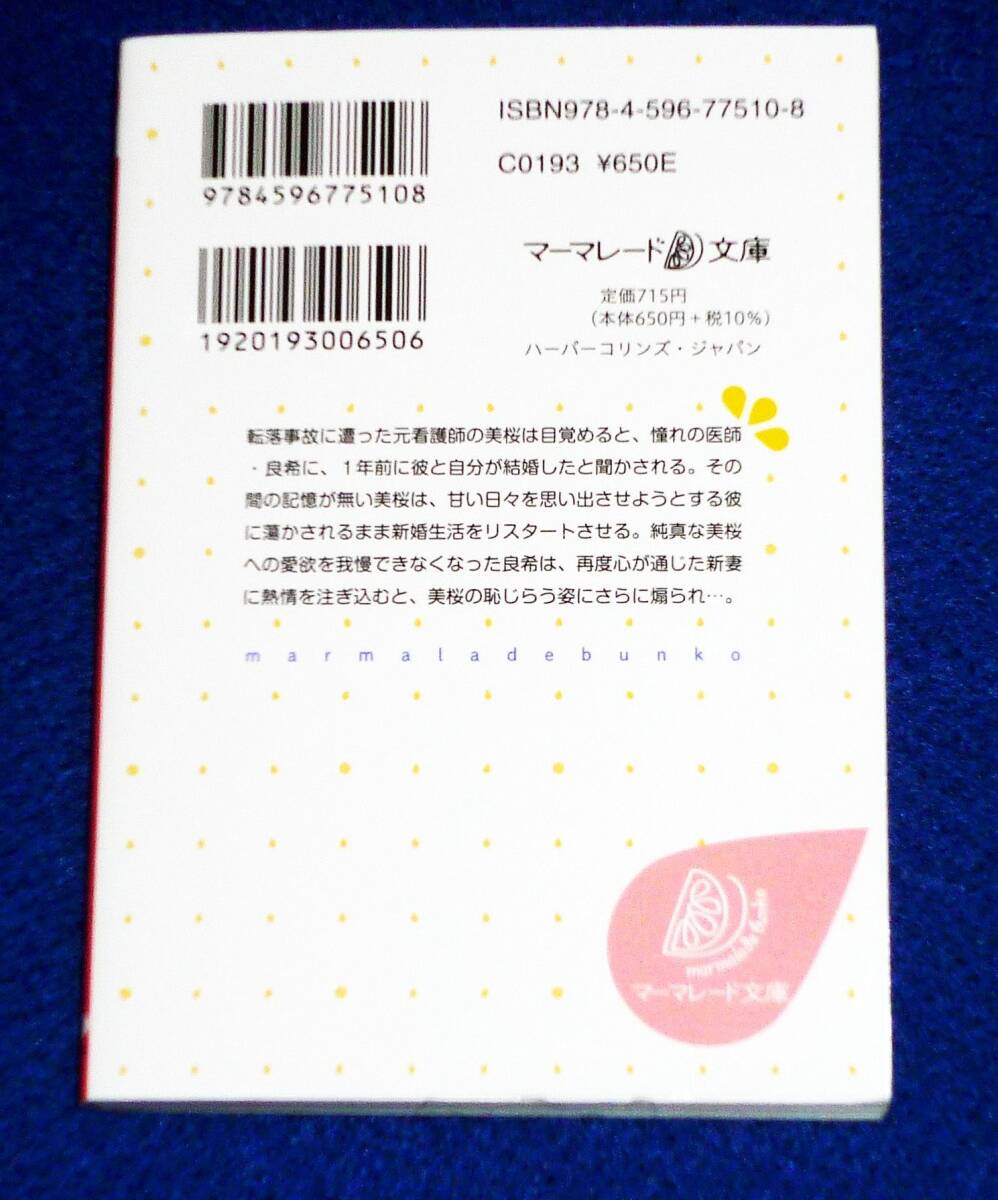 ISBN978-4-596-77510-8
C0193 ¥650E
9784596775108
1920193006506
マーマレード文庫
定価715円
(本体650円+税10%)
ハーパーコリンズ・ジャパン
転落事故に遭った元看護師の美桜は目覚めると、憧れの医師
・良希に、1年前に彼と自分が結婚したと聞かされる。その
間の記憶が無い美桜は、甘い日々を思い出させようとする彼
に蕩かされるまま新婚生活をリスタートさせる。純真な美桜
への愛欲を我慢できなくなった良希は、再度心が通じた新妻
に熱情を注ぎ込むと、美桜の恥じらう姿にさらに煽られ…。
marmaladebunko
marmalade bunko
マーマレード文庫